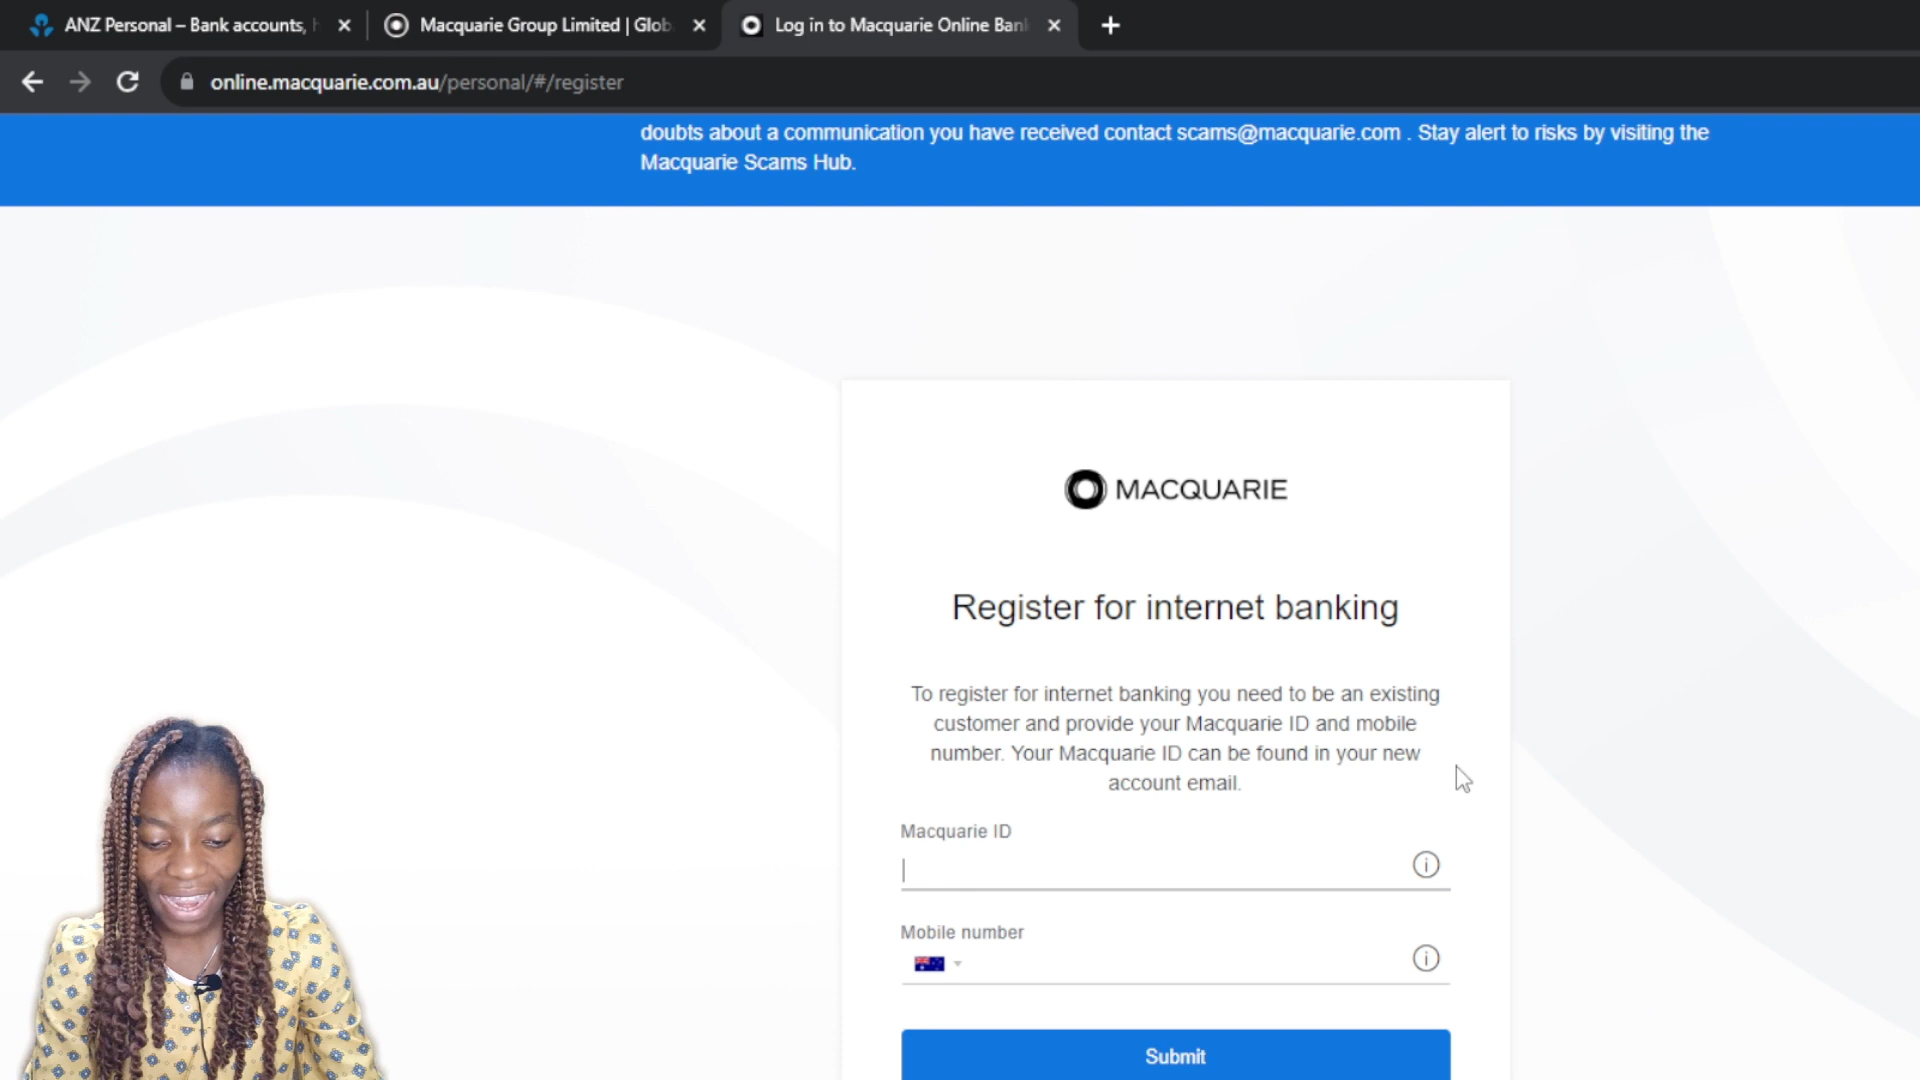 ANZ Personal – Bank accounts,
Macquarie Group Limited | Glob
Log in to Macquarie Online Ban
online.macquarie.com.au/personal/#/register
doubts about a communication you have received contact scams@macquarie.com . Stay alert to risks by visiting the
Macquarie Scams Hub.
MACQUARIE
Register for internet banking
To register for internet banking you need to be an existing
customer and provide your Macquarie ID and mobile
number. Your Macquarie ID can be found in your new
account email.
Macquarie ID
Mobile number
Submit